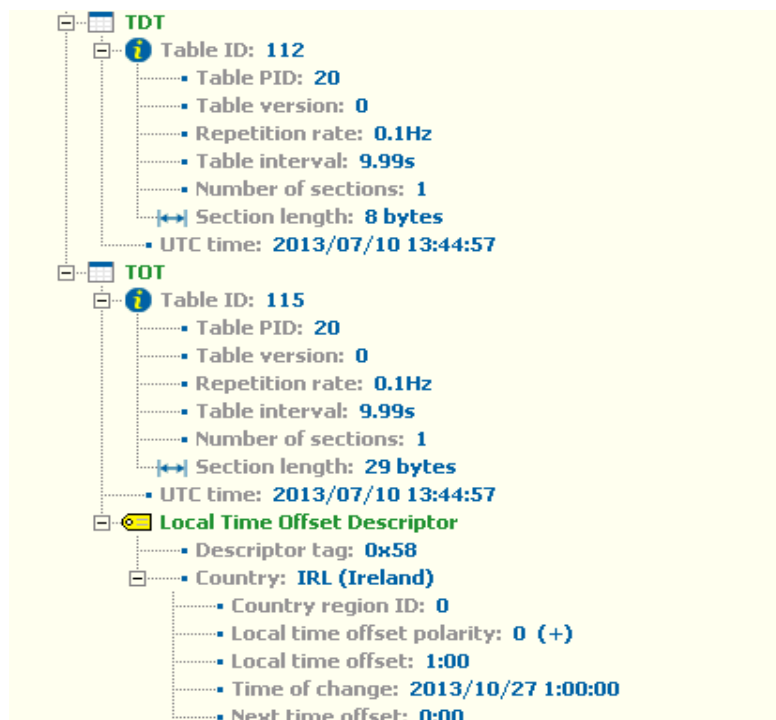 TDT
Table ID: 112
Table PID: 20
Table version: 0
Repetition rate: 0.1Hz
Table interval: 9.99s
Number of sections: 1
Section length: 8 bytes
UTC time: 2013/07/10 13:44:57
TOT
Table ID: 115
Table PID: 20
Table version: 0
Repetition rate: 0.1Hz
Table interval: 9.99s
Number of sections: 1
Section length: 29 bytes
UTC time: 2013/07/10 13:44:57
Local Time Offset Descriptor
Descriptor tag: 0x58
Country: IRL (Ireland)
Country region ID: 0
Local time offset polarity: 0 (+)
Local time offset: 1:00
Time of change: 2013/10/27 1:00:00
Next time offset: 0:00